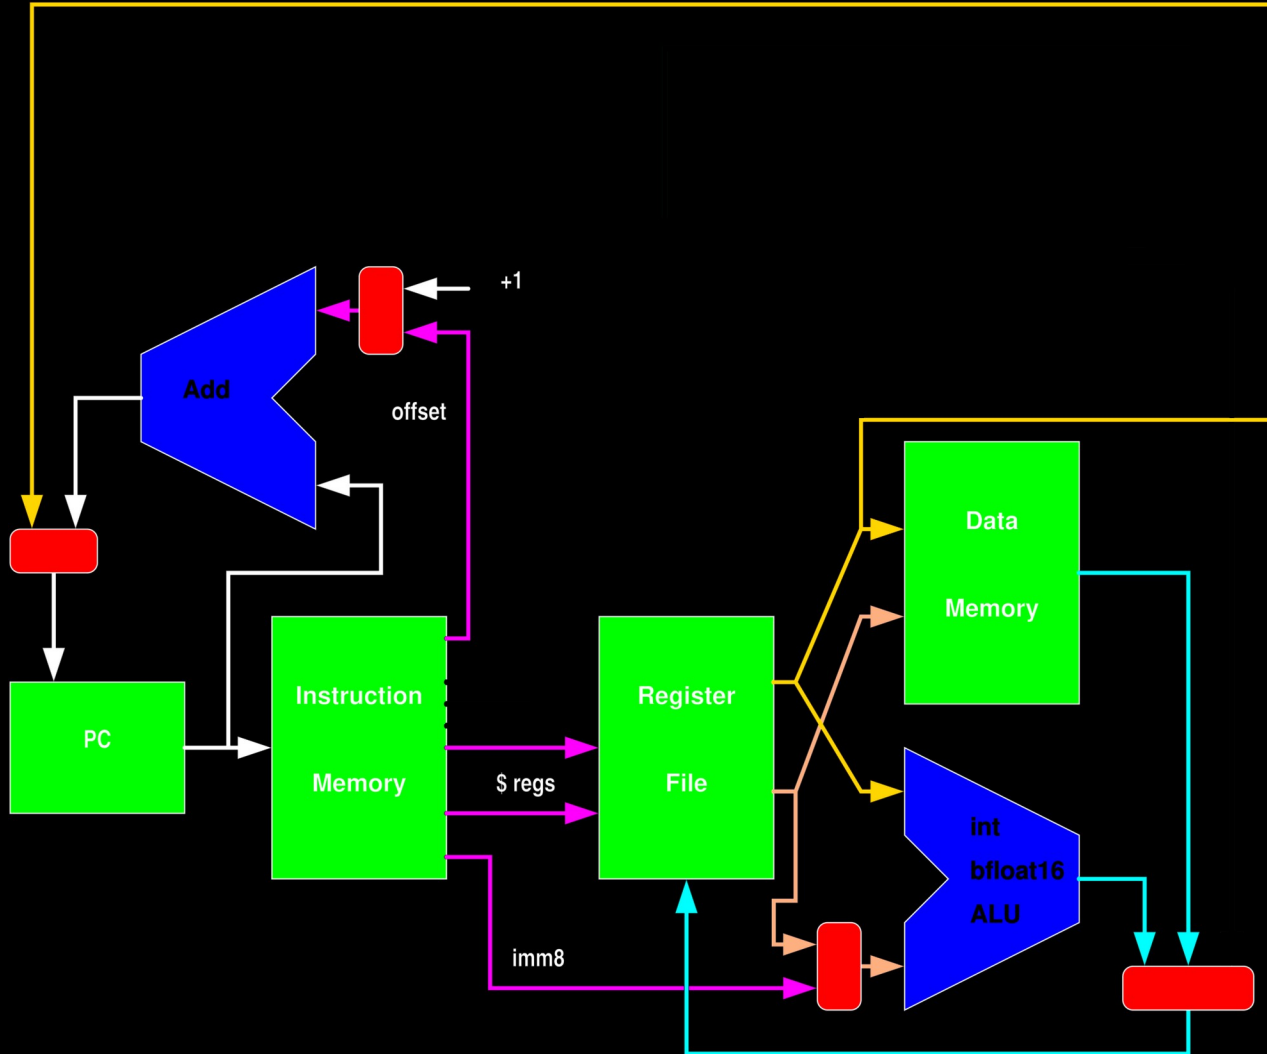 +1
Add
offset
Data
Memory
Instruction
Memory
Register
File
PC
$ regs
int
bfloat16
ALU
imm8